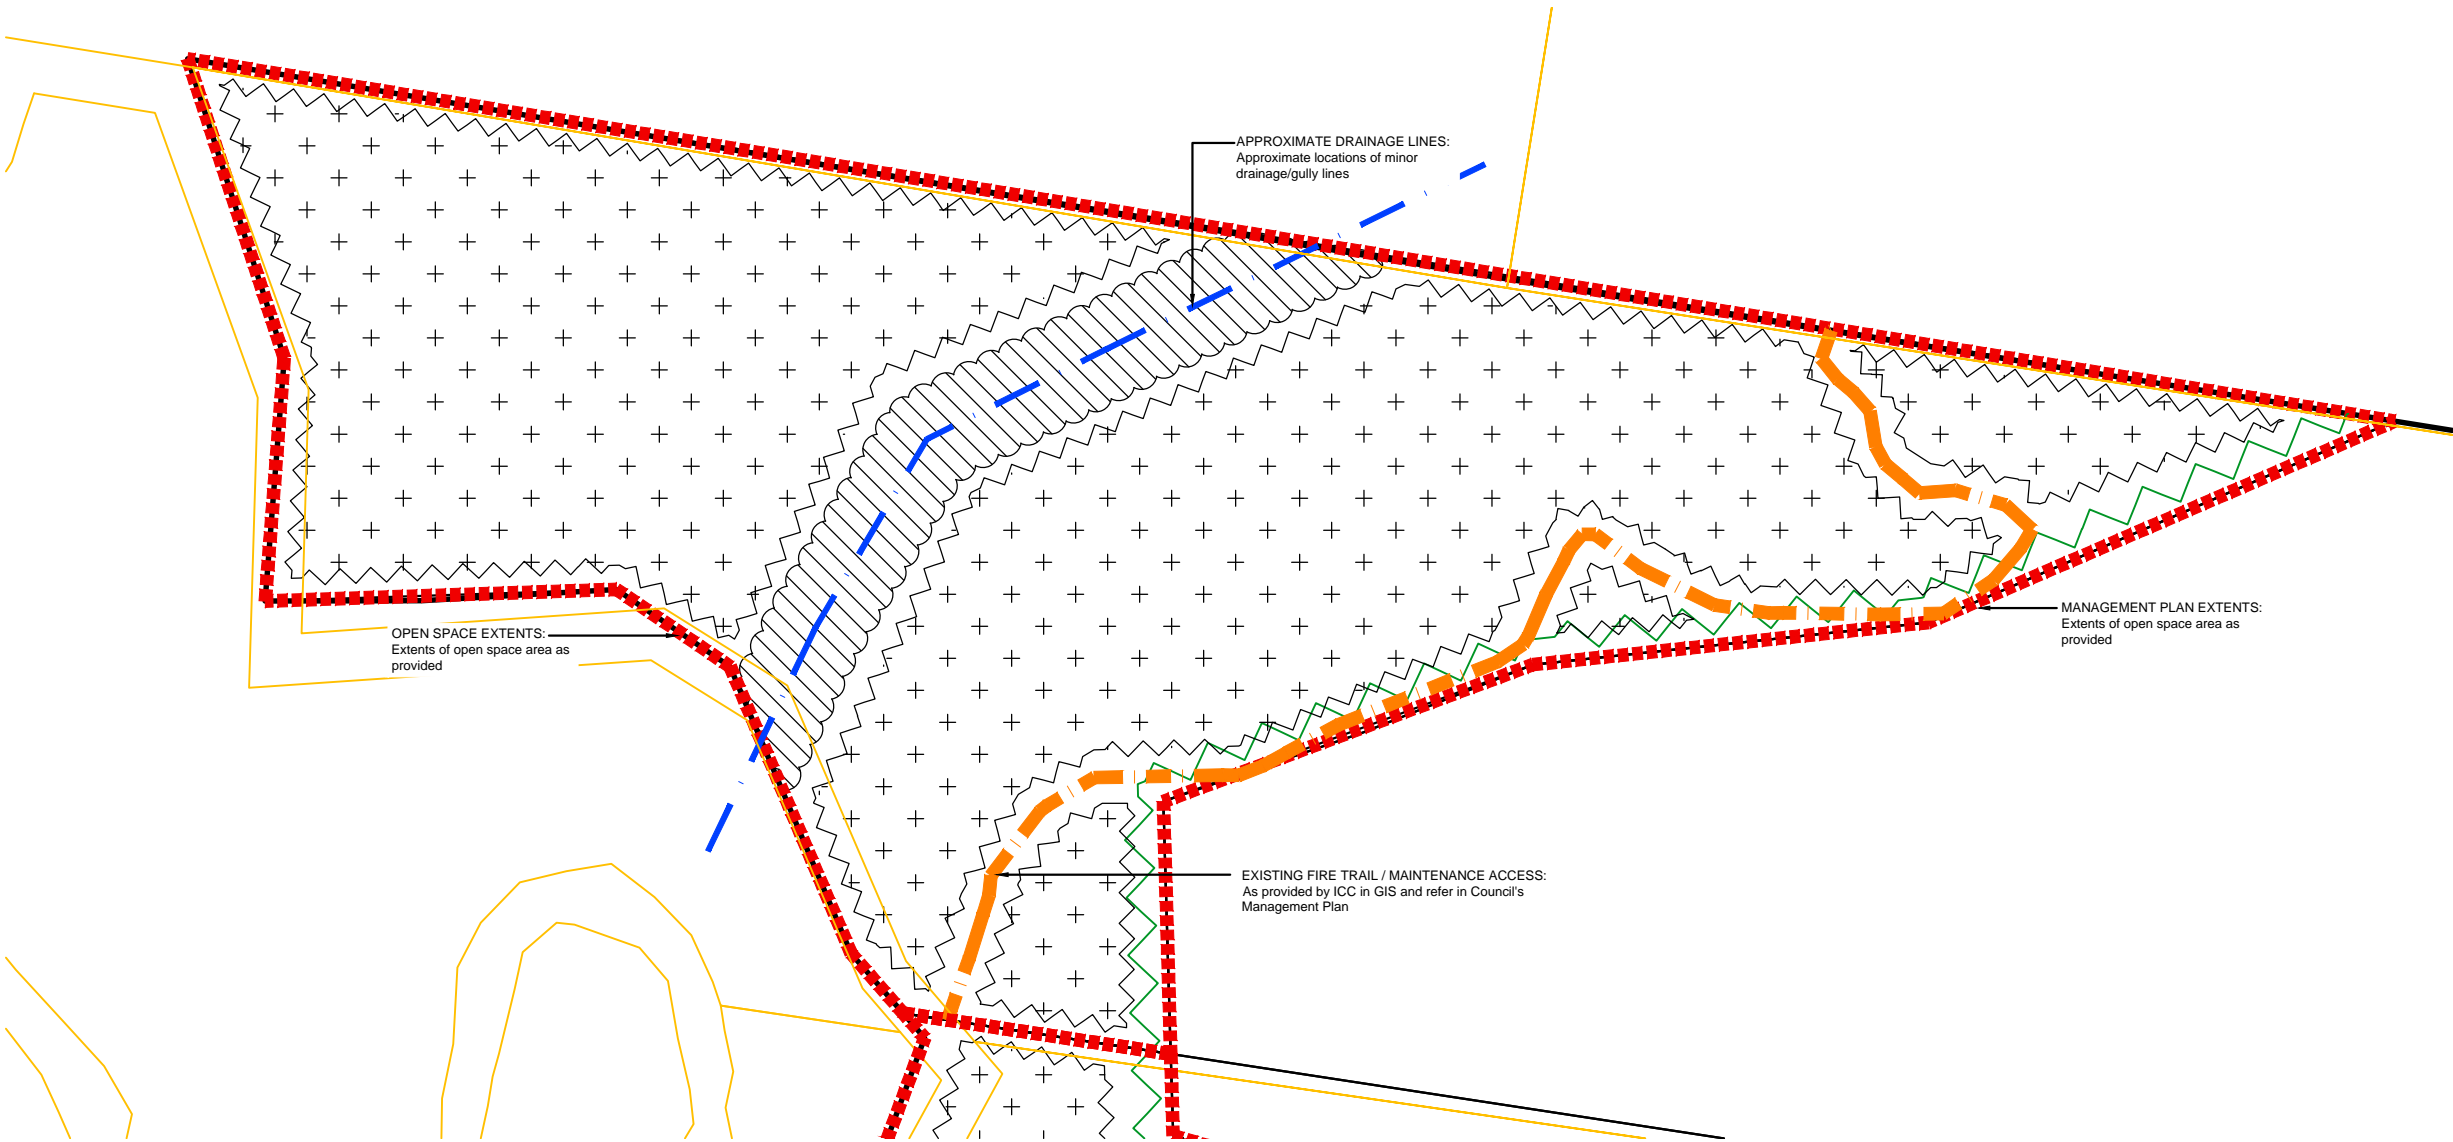 APPROXIMATE DRAINAGE LINES:
Approximate locations of minor
drainage/gully lines
OPEN SPACE EXTENTS:
Extents of open space area as
provided
MANAGEMENT PLAN EXTENTS:
Extents of open space area as
provided
EXISTING FIRE TRAIL / MAINTENANCE ACCESS:
As provided by ICC in GIS and refer in Council's
Management Plan